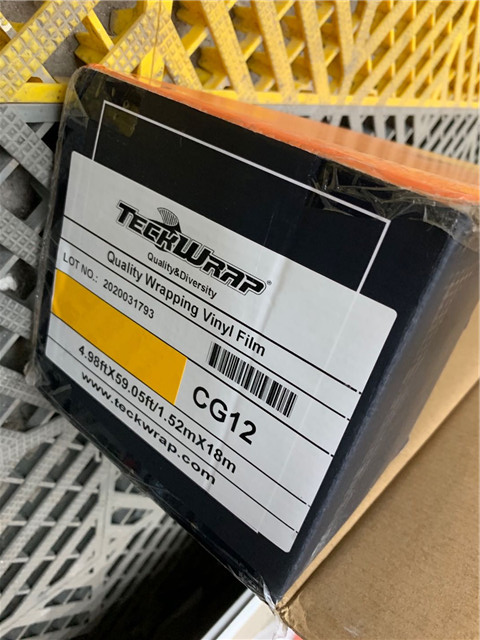 TECKWRAP®
Quality&Diversity
Quality Wrapping Vinyl Film
LOT NO.: 2020031793
CG12
4.98ftX59.05ft/1.52mX18m
www.teckwrap.com